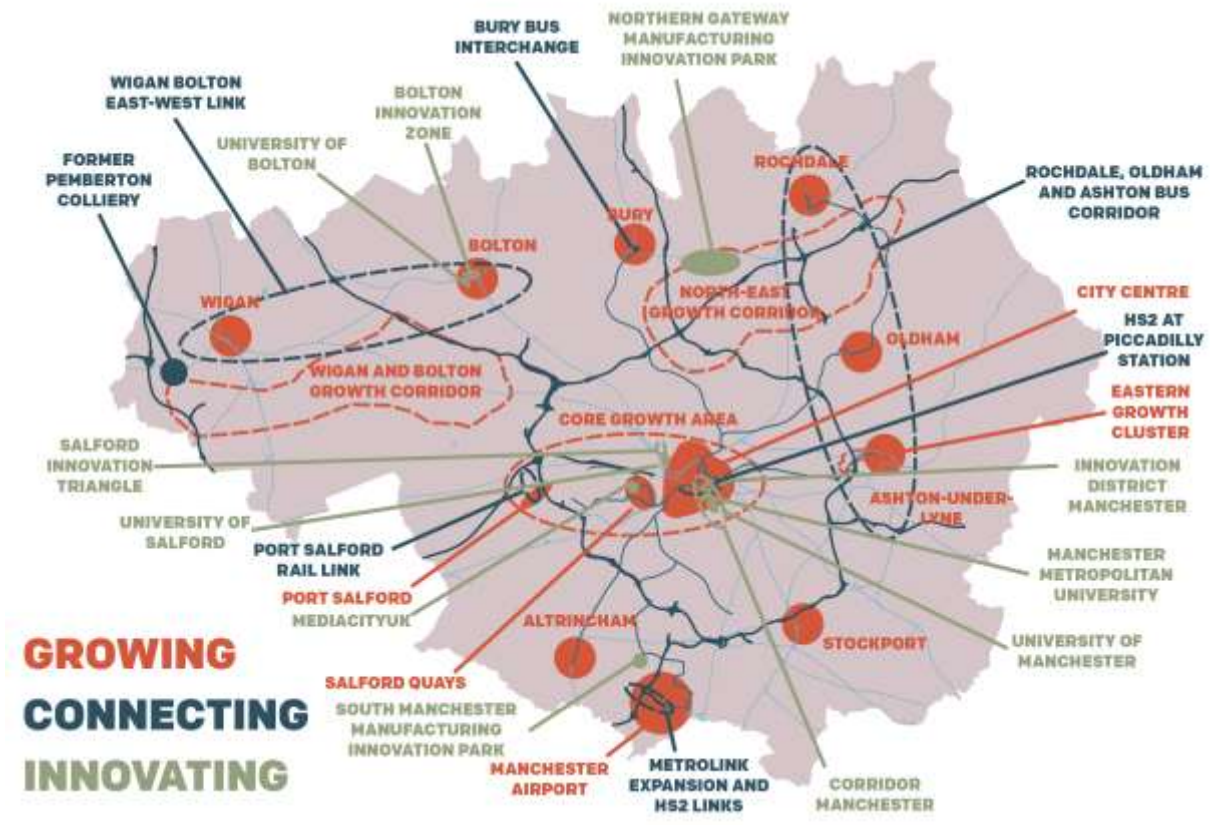 NORTHERN GATEWAY
MANUFACTURING
INNOVATION PARK
BURY BUS
INTERCHANGE
WIGAN BOLTON
EAST-WEST LINK
BOLTON
INNOVATION
ZONE
UNIVERSITY OF
BOLTON
FORMER
PEMBERTON
COLLIERY
ROCHDALE
ROCHDALE, OLDHAM
AND ASHTON BUS
CORRIDOR
BURY
BOLTON
WIGAN
NORTH-EAST
GROWTH CORRIDOR
CITY CENTRE
HS2 AT
PICCADILLY
STATION
OLDHAM
WIGAN AND BOLTON
GROWTH CORRIDOR
EASTERN
GROWTH
CLUSTER
CORE GROWTH AREA
SALFORD
INNOVATION
TRIANGLE
INNOVATION
DISTRICT
MANCHESTER
ASHTON-UNDER-
LYNE
UNIVERSITY OF
SALFORD
PORT SALFORD
RAIL LINK
MANCHESTER
METROPOLITAN
UNIVERSITY
PORT SALFORD
MEDIACITYUK
ALTRINCHAM
STOCKPORT
UNIVERSITY OF
MANCHESTER
GROWING
CONNECTING
INNOVATING
SALFORD QUAYS
SOUTH MANCHESTER
MANUFACTURING
INNOVATION PARK
MANCHESTER
AIRPORT
METROLINK
EXPANSION AND
HS2 LINKS
CORRIDOR
MANCHESTER